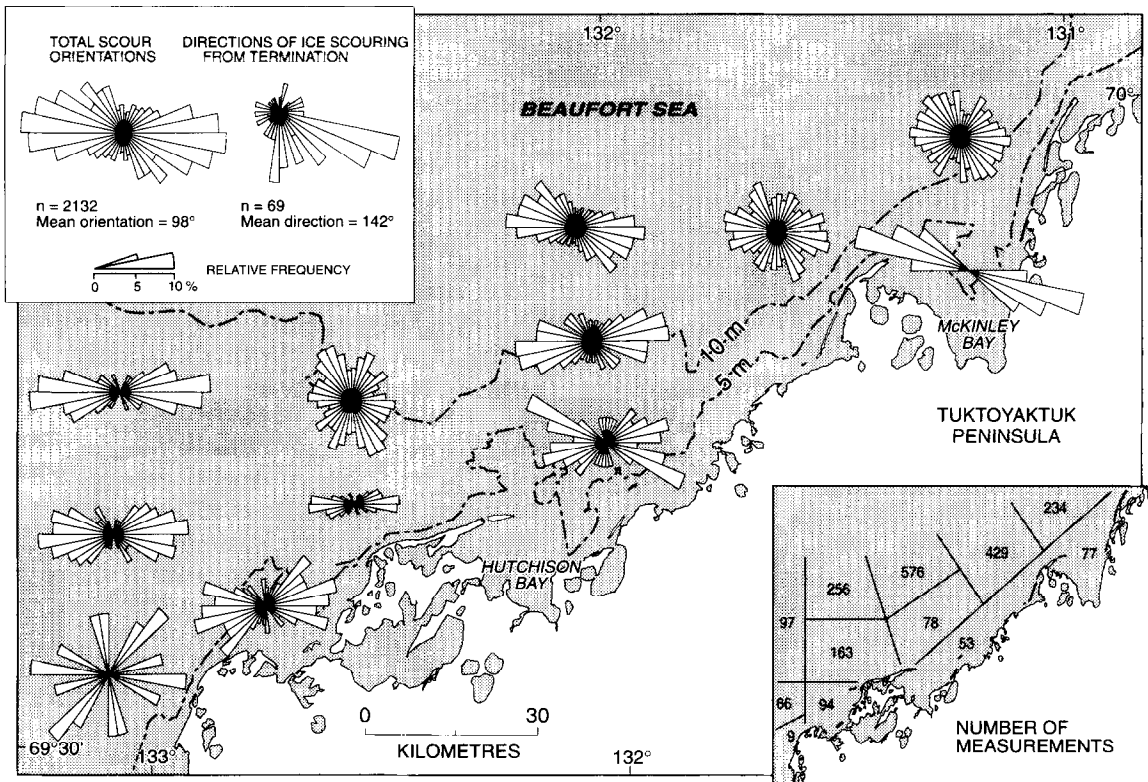 TOTAL SCOUR
ORIENTATIONS
DIRECTIONS OF ICE SCOURING
FROM TERMINATION
n = 2132
Mean orientation = 98°
n = 69
Mean direction = 142°
RELATIVE FREQUENCY
0 5 10 %
132°
131°
70°
BEAUFORT SEA
10 m
5 m
McKINLEY
BAY
TUKTOYAKTUK
PENINSULA
HUTCHISON
BAY
0 30
KILOMETRES
69°30'
133°
132°
234
429
77
576
256
97
78
163
53
66
94
9
NUMBER OF
MEASUREMENTS